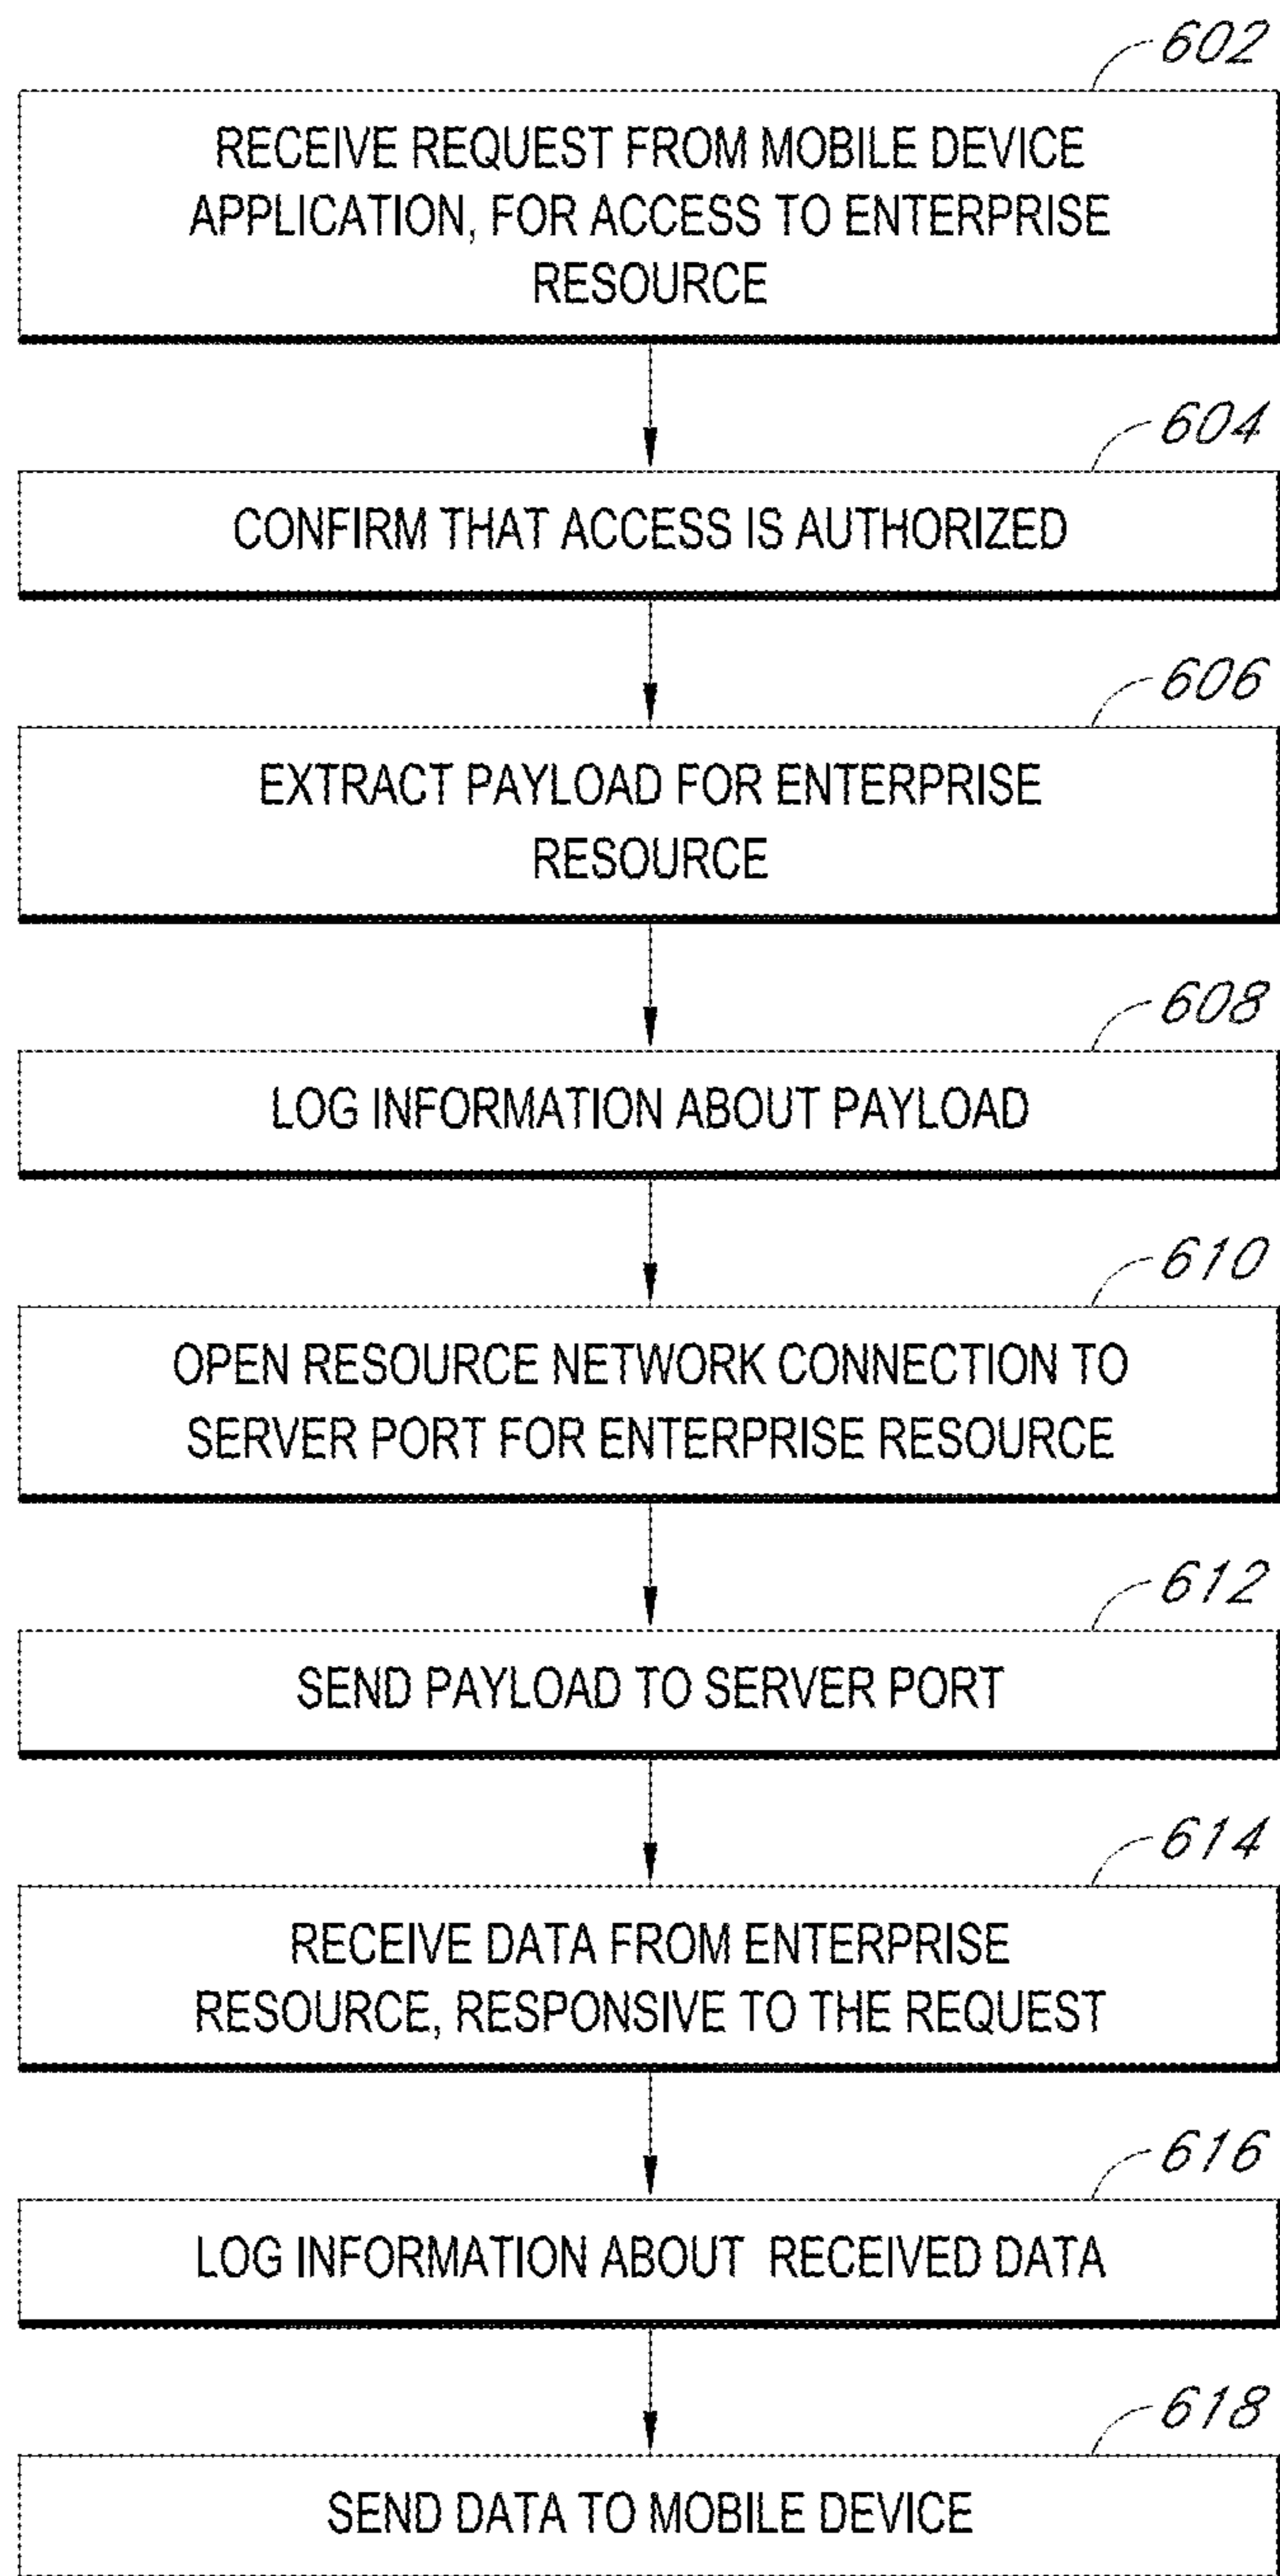 602
RECEIVE REQUEST FROM MOBILE DEVICE
APPLICATION, FOR ACCESS TO ENTERPRISE
RESOURCE
604
CONFIRM THAT ACCESS IS AUTHORIZED
606
EXTRACT PAYLOAD FOR ENTERPRISE
RESOURCE
608
LOG INFORMATION ABOUT PAYLOAD
610
OPEN RESOURCE NETWORK CONNECTION TO
SERVER PORT FOR ENTERPRISE RESOURCE
612
SEND PAYLOAD TO SERVER PORT
614
RECEIVE DATA FROM ENTERPRISE
RESOURCE, RESPONSIVE TO THE REQUEST
616
LOG INFORMATION ABOUT RECEIVED DATA
618
SEND DATA TO MOBILE DEVICE